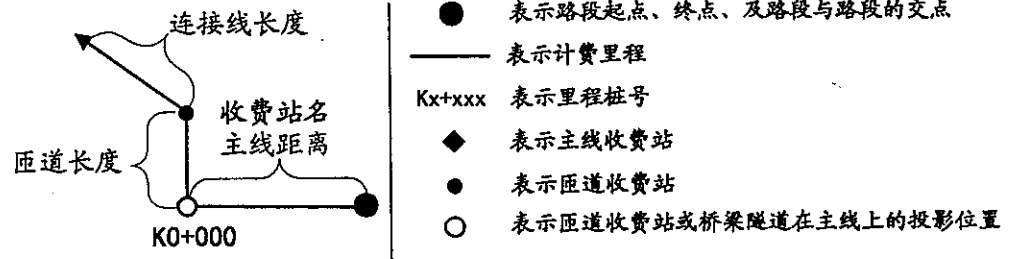 连接线长度
收费站名
主线距离
匝道长度
K0+000
表示路段起点、终点、及路段与路段的交点
表示计费里程
Kx+xxx 表示里程桩号
表示主线收费站
表示匝道收费站
表示匝道收费站或桥梁隧道在主线上的投影位置